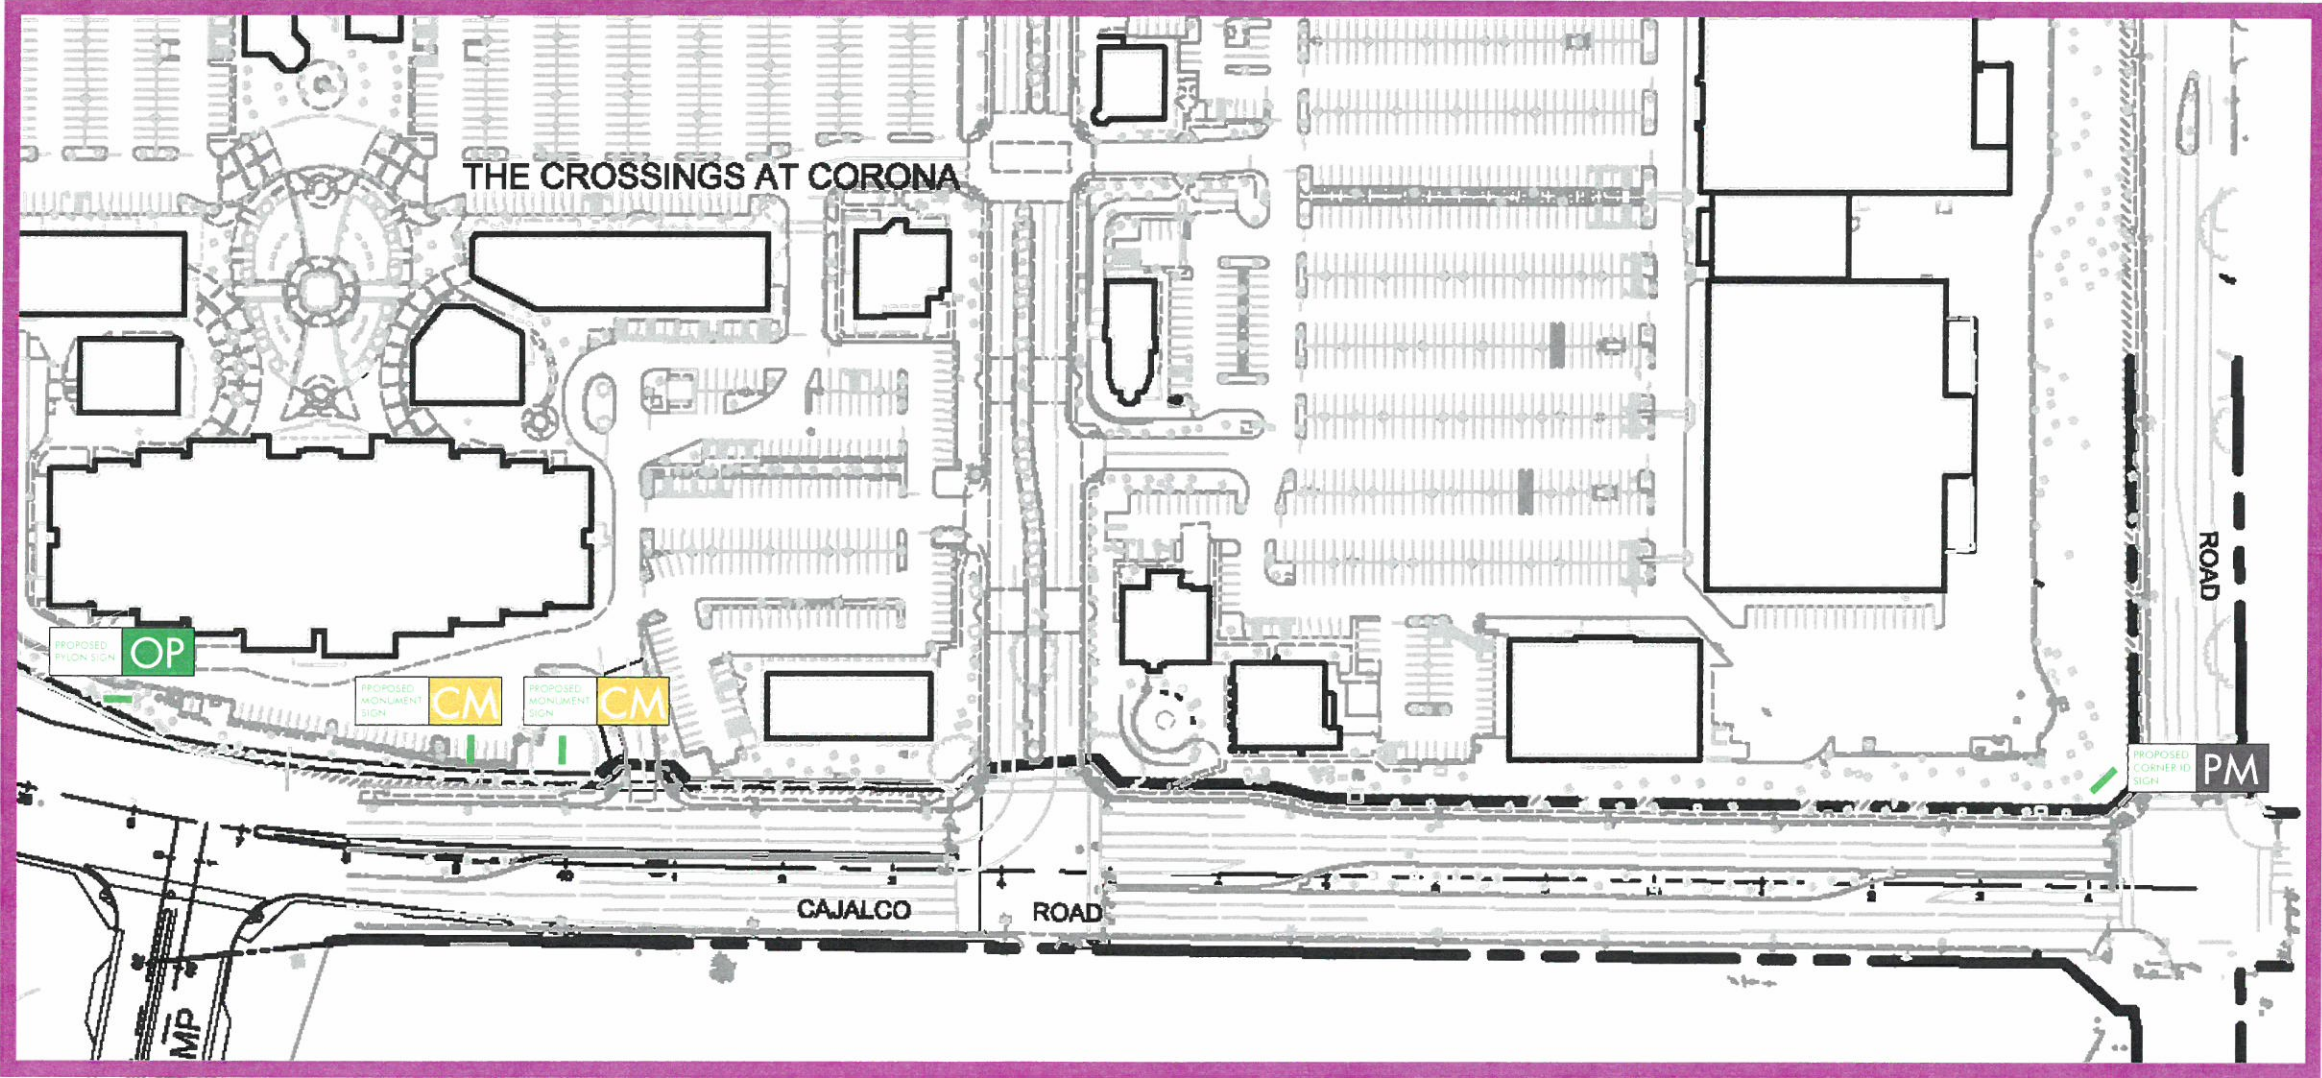 THE CROSSINGS AT CORONA
ROAD
PROPOSED
PYLON SIGN
OP
PROPOSED
MONUMENT
SIGN
CM
PROPOSED
MONUMENT
SIGN
CM
PROPOSED
CORNER ID
SIGN
PM
CAJALCO ROAD
MP